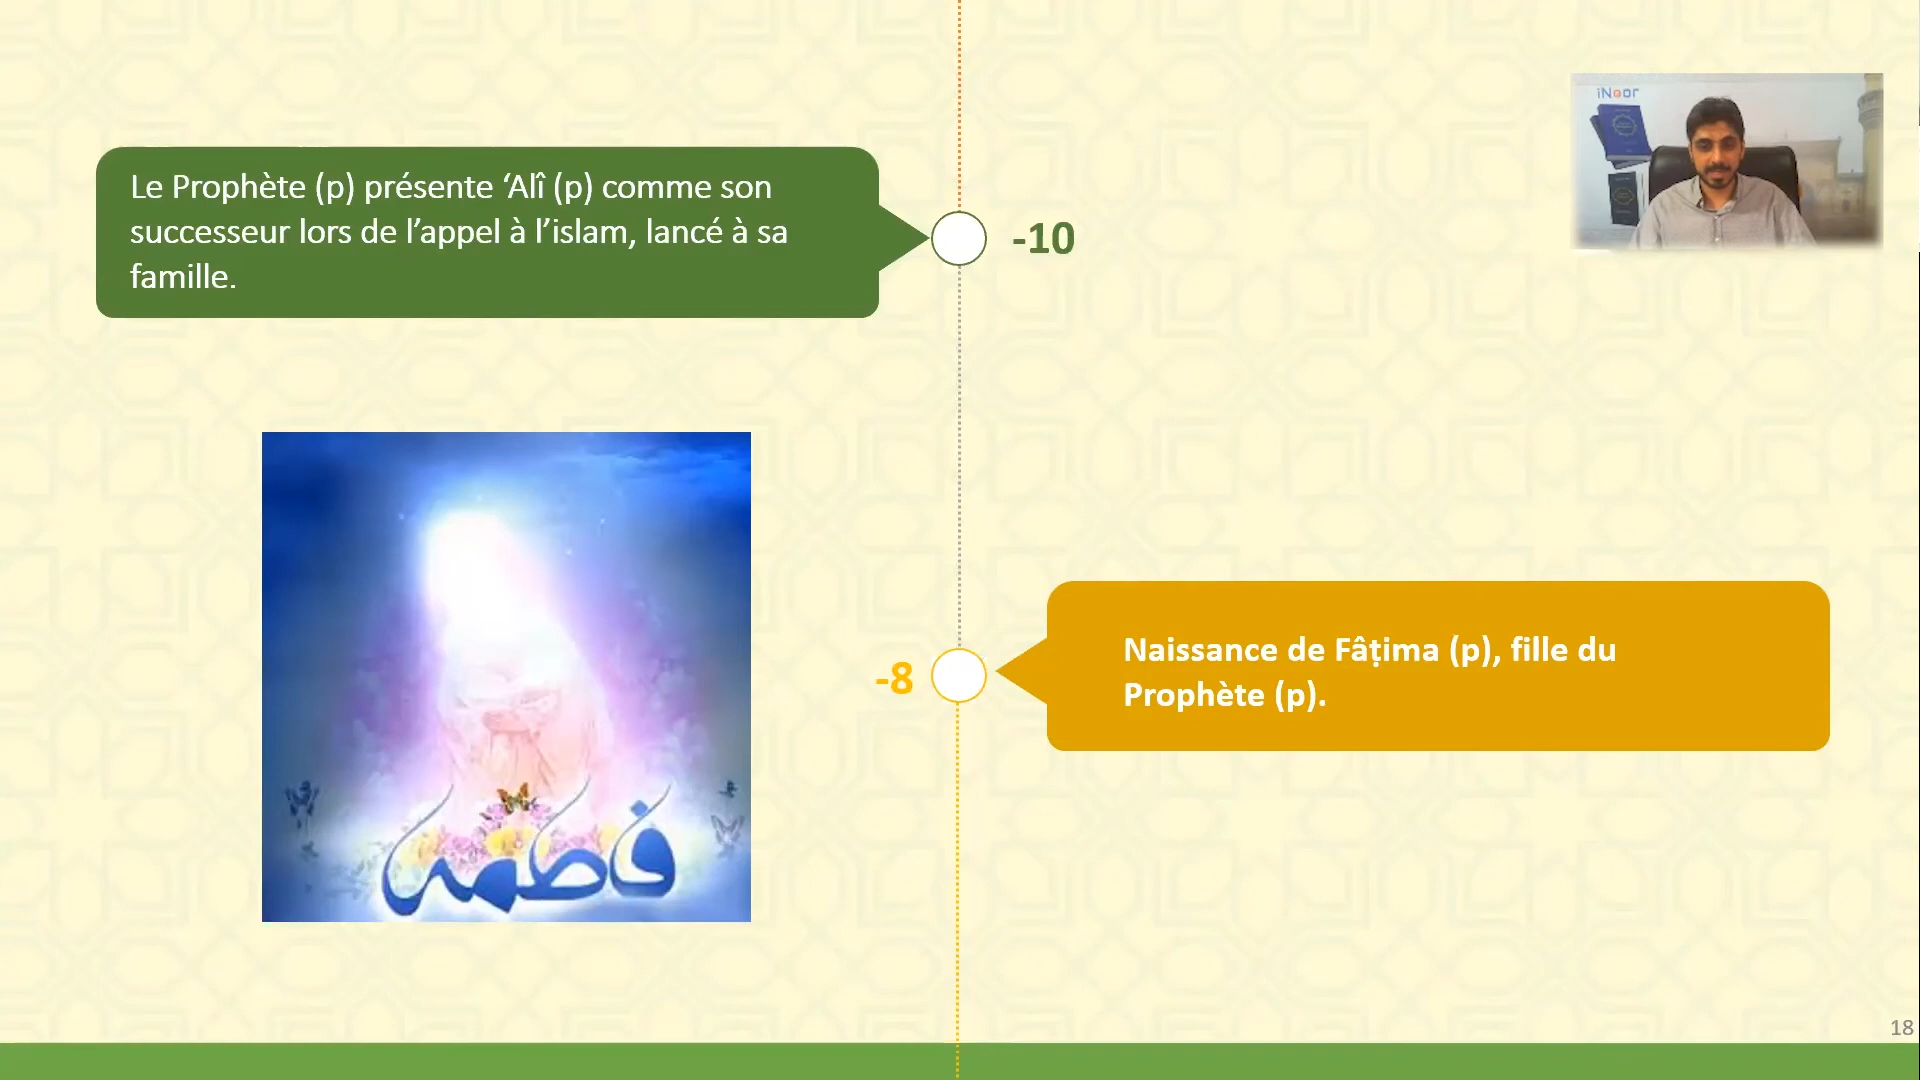 iNoor
Le Prophète (p) présente ‘Alî (p) comme son
successeur lors de l’appel à l’islam, lancé à sa
famille.
-10
-8
Naissance de Fâṭima (p), fille du
Prophète (p).
فاطمه
18